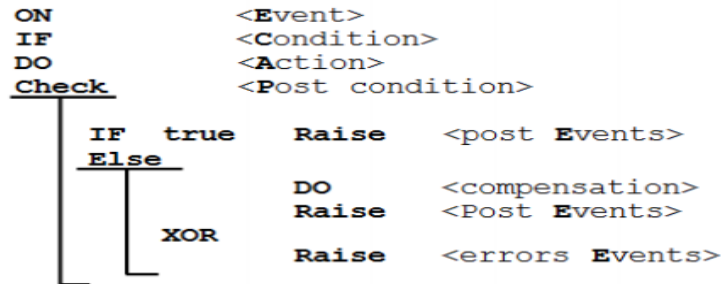 ON <Event>
IF <Condition>
DO <Action>
Check <Post condition>
IF true Raise <post Events>
Else
DO <compensation>
Raise <Post Events>
XOR
Raise <errors Events>